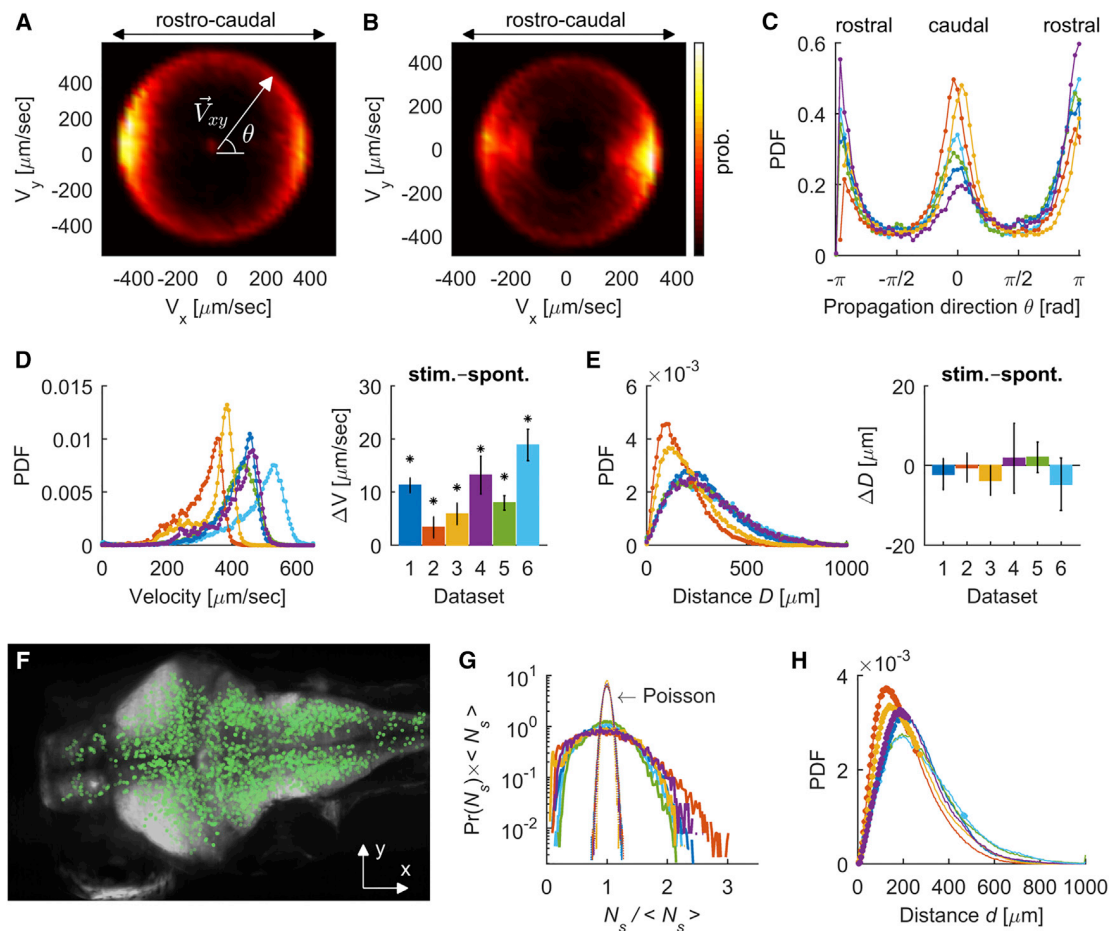 A
rostro-caudal
V_y [μm/sec]
400
200
0
-200
-400
V⃗_xy
θ
-400 -200 0 200 400
V_x [μm/sec]
B
rostro-caudal
V_y [μm/sec]
400
200
0
-200
-400
-400 -200 0 200 400
V_x [μm/sec]
prob.
C
rostral caudal rostral
PDF
0.6
0.4
0.2
0
-π -π/2 0 π/2 π
Propagation direction θ [rad]
D
PDF
0.015
0.01
0.005
0
0 200 400 600
Velocity [μm/sec]
stim.–spont.
ΔV [μm/sec]
30
20
10
0
* * * * * *
1 2 3 4 5 6
Dataset
E
×10⁻³
PDF
6
4
2
0
0 500 1000
Distance D [μm]
stim.–spont.
ΔD [μm]
20
0
-20
1 2 3 4 5 6
Dataset
F
y
x
G
Pr(N_s)×<N_s>
10¹
10⁰
10⁻¹
10⁻²
Poisson
0 1 2 3
N_s / <N_s>
H
×10⁻³
PDF
4
2
0
0 200 400 600 800 1000
Distance d [μm]